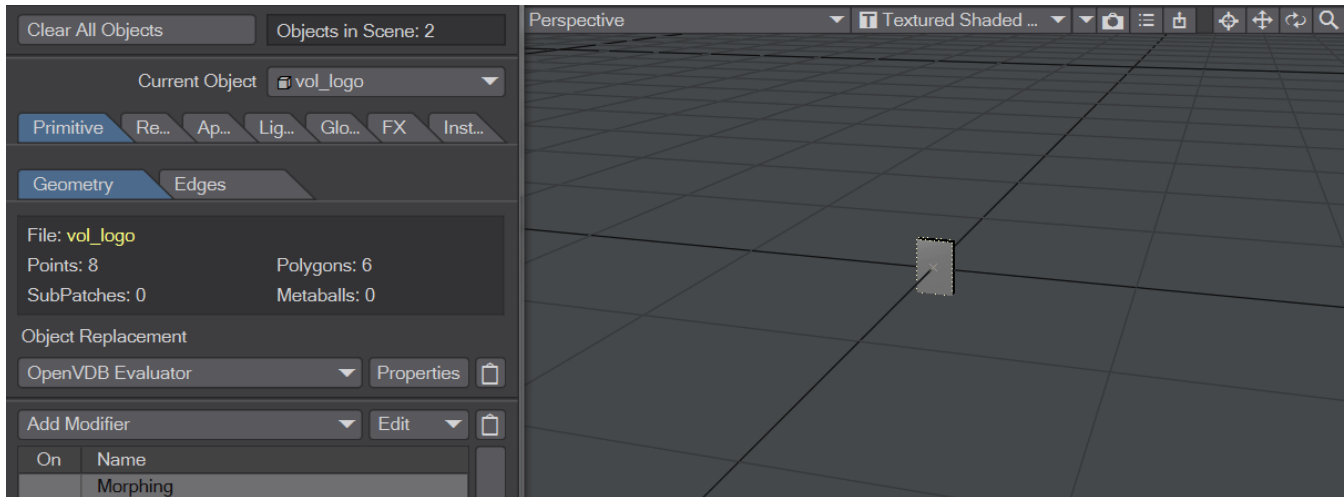 Clear All Objects
Objects in Scene: 2
Current Object vol_logo
Primitive Re... Ap... Lig... Glo... FX Inst...
Geometry Edges
File: vol_logo
Points: 8 Polygons: 6
SubPatches: 0 Metaballs: 0
Object Replacement
OpenVDB Evaluator Properties
Add Modifier Edit
On Name
Morphing
Perspective T Textured Shaded ...